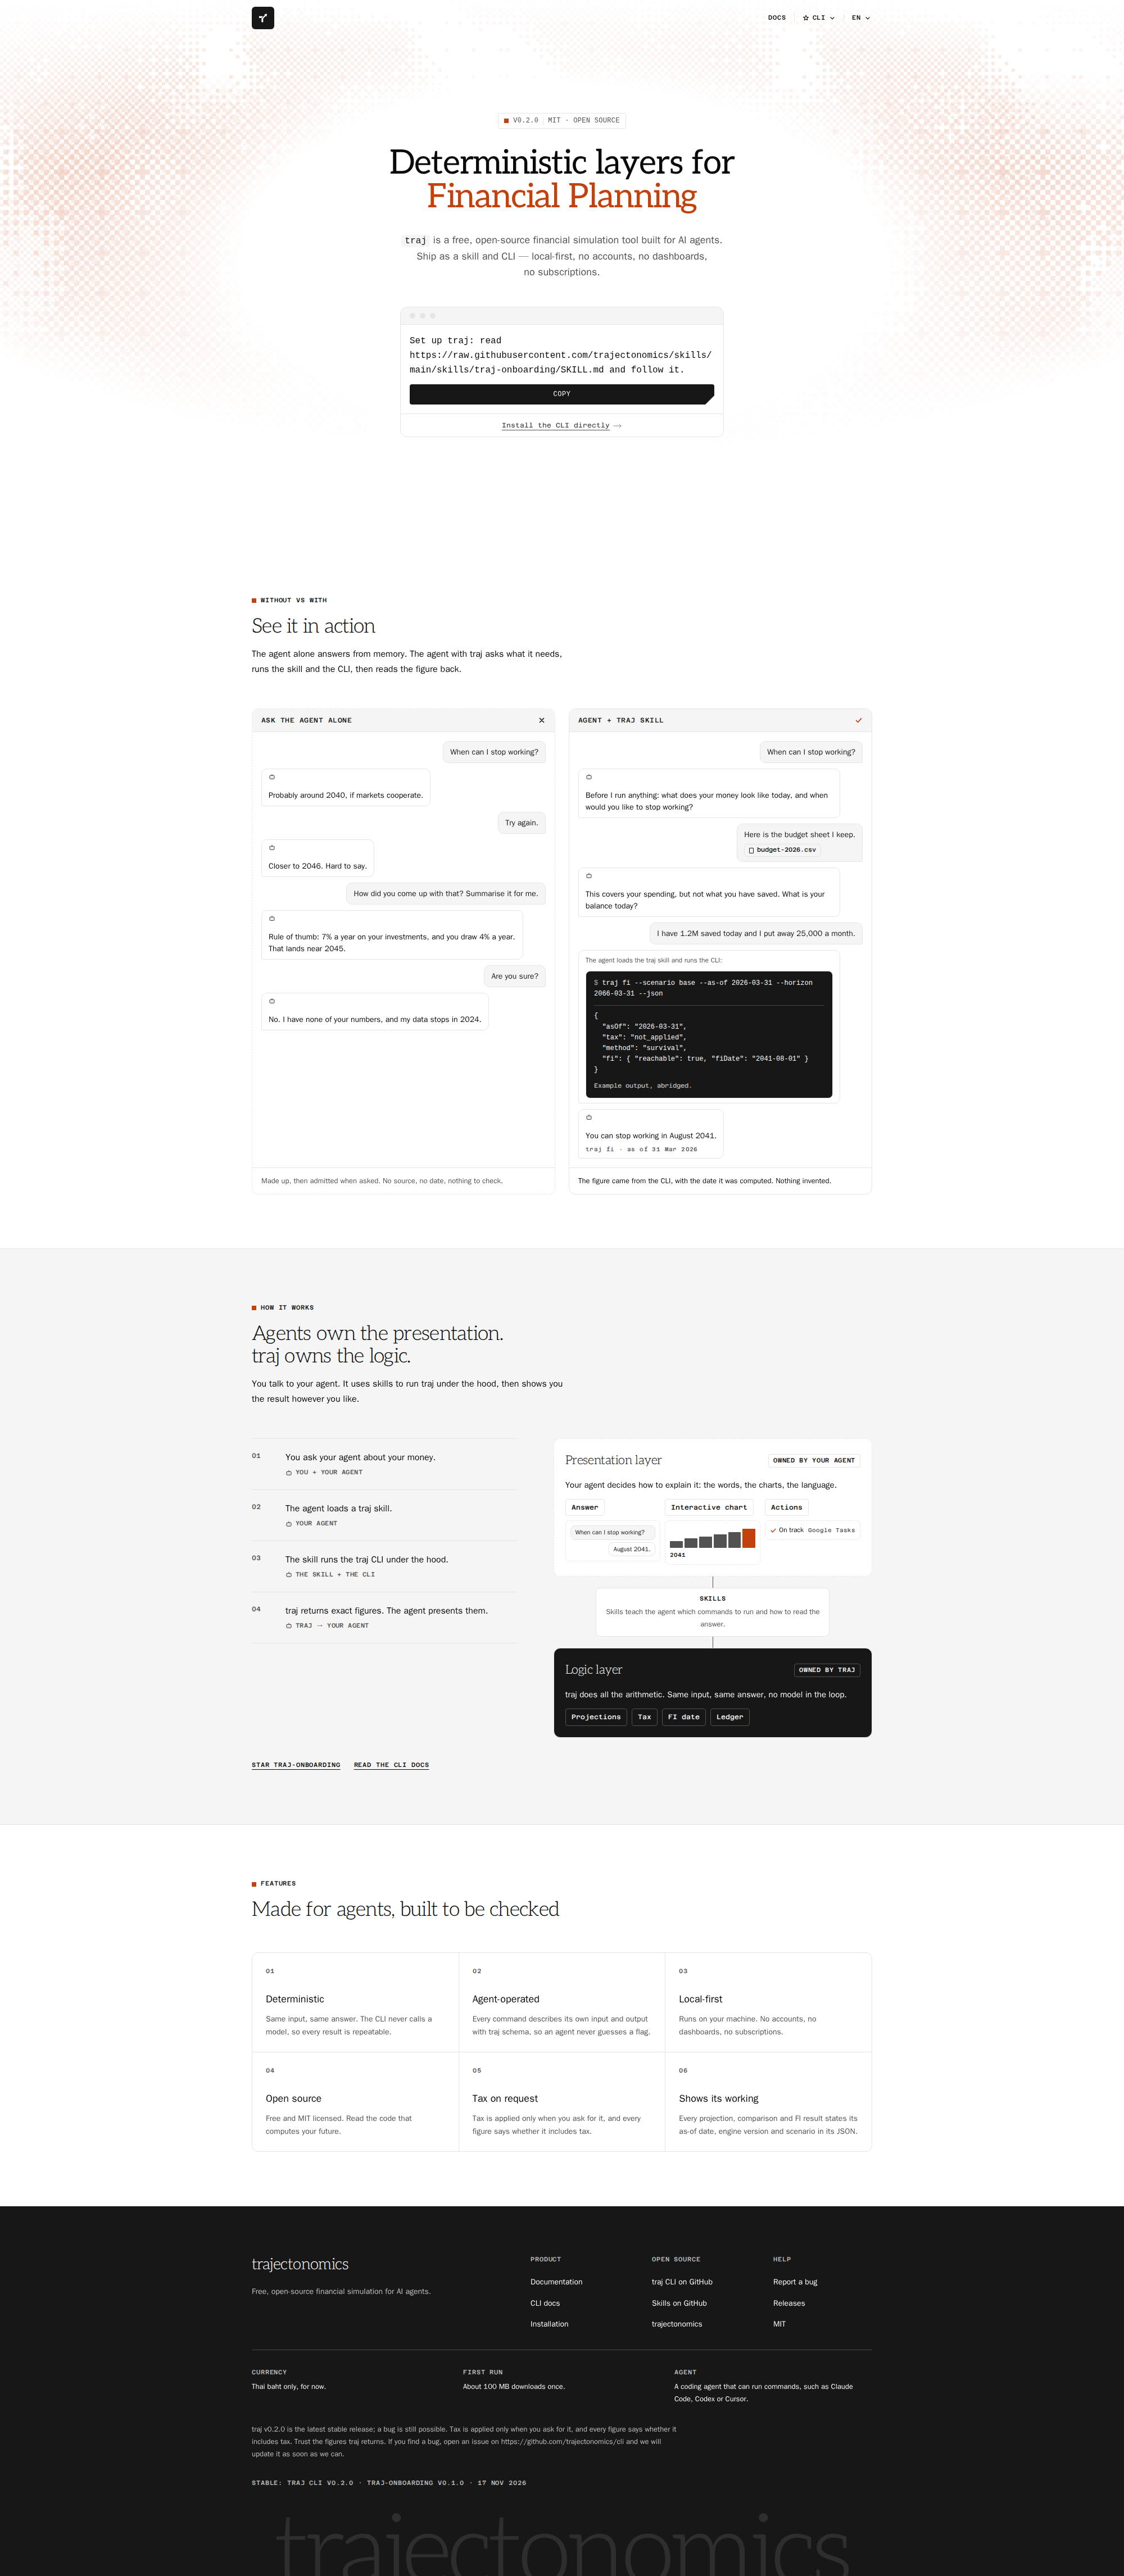 DOCS
CLI
EN
V0.2.0 MIT · OPEN SOURCE
Deterministic layers for
Financial Planning
traj is a free, open-source financial simulation tool built for AI agents.
Ship as a skill and CLI — local-first, no accounts, no dashboards,
no subscriptions.
Set up traj: read
https://raw.githubusercontent.com/trajectonomics/skills/
main/skills/traj-onboarding/SKILL.md and follow it.
COPY
Install the CLI directly →
WITHOUT VS WITH
See it in action
The agent alone answers from memory. The agent with traj asks what it needs,
runs the skill and the CLI, then reads the figure back.
ASK THE AGENT ALONE
When can I stop working?
Probably around 2040, if markets cooperate.
Try again.
Closer to 2046. Hard to say.
How did you come up with that? Summarise it for me.
Rule of thumb: 7% a year on your investments, and you draw 4% a year.
That lands near 2045.
Are you sure?
No. I have none of your numbers, and my data stops in 2024.
Made up, then admitted when asked. No source, no date, nothing to check.
AGENT + TRAJ SKILL
When can I stop working?
Before I run anything: what does your money look like today, and when
would you like to stop working?
Here is the budget sheet I keep.
budget-2026.csv
This covers your spending, but not what you have saved. What is your
balance today?
I have 1.2M saved today and I put away 25,000 a month.
The agent loads the traj skill and runs the CLI:
$ traj fi --scenario base --as-of 2026-03-31 --horizon
2066-03-31 --json
{
"asOf": "2026-03-31",
"tax": "not_applied",
"method": "survival",
"fi": { "reachable": true, "fiDate": "2041-08-01" }
}
Example output, abridged.
You can stop working in August 2041.
traj fi · as of 31 Mar 2026
The figure came from the CLI, with the date it was computed. Nothing invented.
HOW IT WORKS
Agents own the presentation.
traj owns the logic.
You talk to your agent. It uses skills to run traj under the hood, then shows you
the result however you like.
01
You ask your agent about your money.
YOU + YOUR AGENT
02
The agent loads a traj skill.
YOUR AGENT
03
The skill runs the traj CLI under the hood.
THE SKILL + THE CLI
04
traj returns exact figures. The agent presents them.
TRAJ → YOUR AGENT
Presentation layer
OWNED BY YOUR AGENT
Your agent decides how to explain it: the words, the charts, the language.
Answer
When can I stop working?
August 2041.
Interactive chart
2041
Actions
On track Google Tasks
SKILLS
Skills teach the agent which commands to run and how to read the
answer.
Logic layer
OWNED BY TRAJ
traj does all the arithmetic. Same input, same answer, no model in the loop.
Projections
Tax
FI date
Ledger
STAR TRAJ-ONBOARDING
READ THE CLI DOCS
FEATURES
Made for agents, built to be checked
01
Deterministic
Same input, same answer. The CLI never calls a
model, so every result is repeatable.
02
Agent-operated
Every command describes its own input and output
with traj schema, so an agent never guesses a flag.
03
Local-first
Runs on your machine. No accounts, no
dashboards, no subscriptions.
04
Open source
Free and MIT licensed. Read the code that
computes your future.
05
Tax on request
Tax is applied only when you ask for it, and every
figure says whether it includes tax.
06
Shows its working
Every projection, comparison and FI result states its
as-of date, engine version and scenario in its JSON.
trajectonomics
Free, open-source financial simulation for AI agents.
PRODUCT
Documentation
CLI docs
Installation
OPEN SOURCE
traj CLI on GitHub
Skills on GitHub
trajectonomics
HELP
Report a bug
Releases
MIT
CURRENCY
Thai baht only, for now.
FIRST RUN
About 100 MB downloads once.
AGENT
A coding agent that can run commands, such as Claude
Code, Codex or Cursor.
traj v0.2.0 is the latest stable release; a bug is still possible. Tax is applied only when you ask for it, and every figure says whether it
includes tax. Trust the figures traj returns. If you find a bug, open an issue on https://github.com/trajectonomics/cli and we will
update it as soon as we can.
STABLE: TRAJ CLI V0.2.0 · TRAJ-ONBOARDING V0.1.0 · 17 NOV 2026
trajectonomics